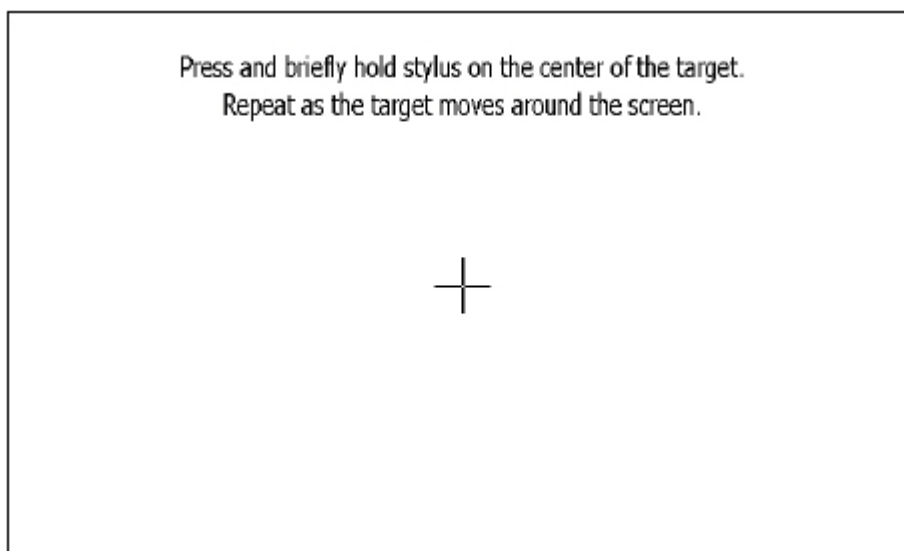 Press and briefly hold stylus on the center of the target.
Repeat as the target moves around the screen.